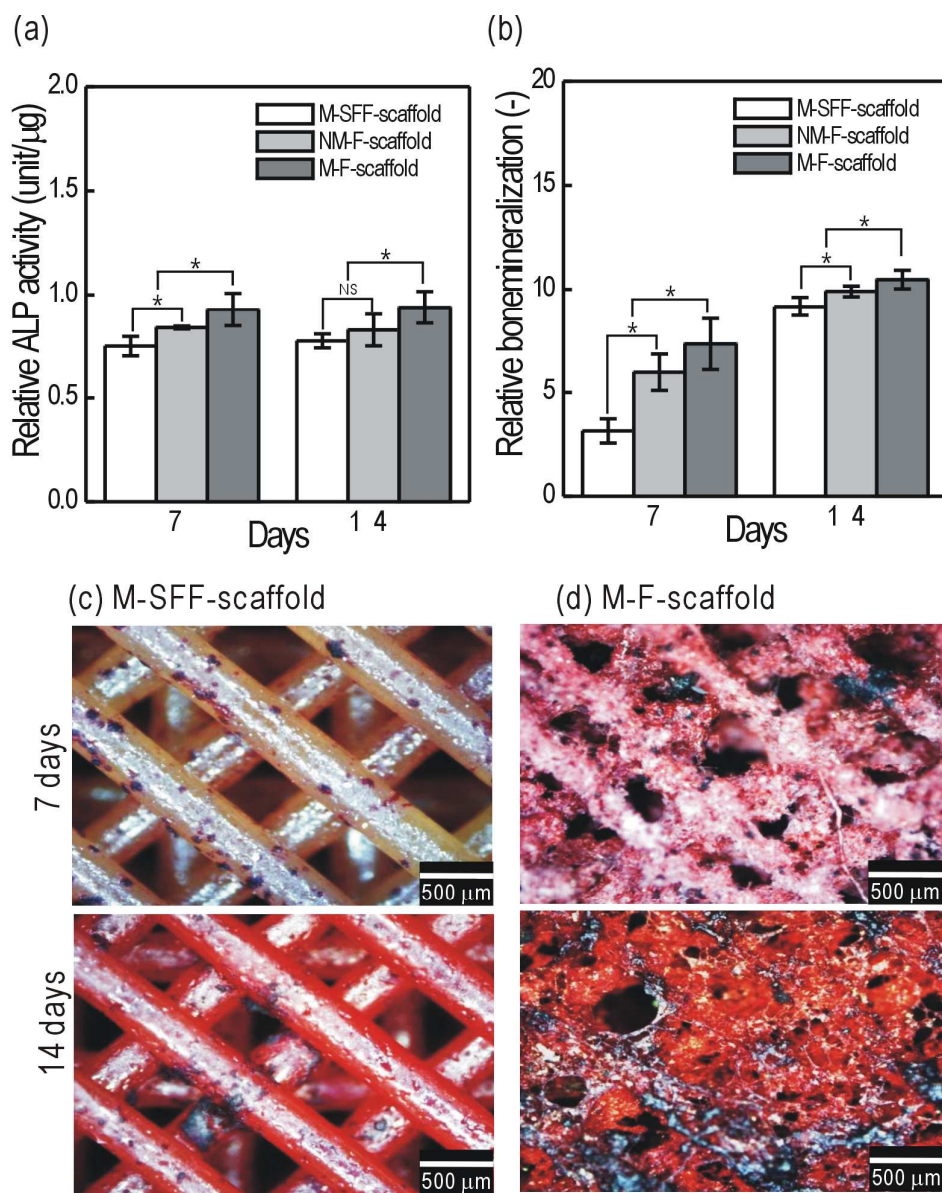 (a)
Relative ALP activity (unit/μg)
2.0
1.5
1.0
0.5
0.0
M-SFF-scaffold
NM-F-scaffold
M-F-scaffold
*
*
NS
*
7
1 4
Days
(b)
Relative bonemineralization (-)
20
15
10
5
0
M-SFF-scaffold
NM-F-scaffold
M-F-scaffold
*
*
*
*
7
1 4
Days
(c) M-SFF-scaffold
(d) M-F-scaffold
7 days
500 μm
500 μm
14 days
500 μm
500 μm